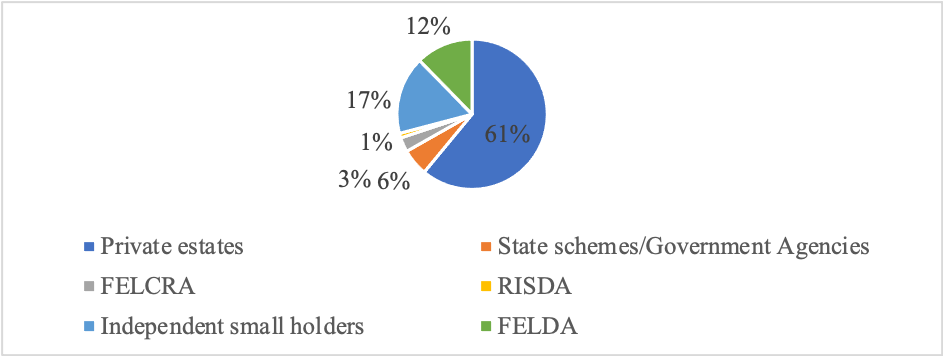 12%
17%
61%
1%
3% 6%
Private estates
State schemes/Government Agencies
FELCRA
RISDA
Independent small holders
FELDA